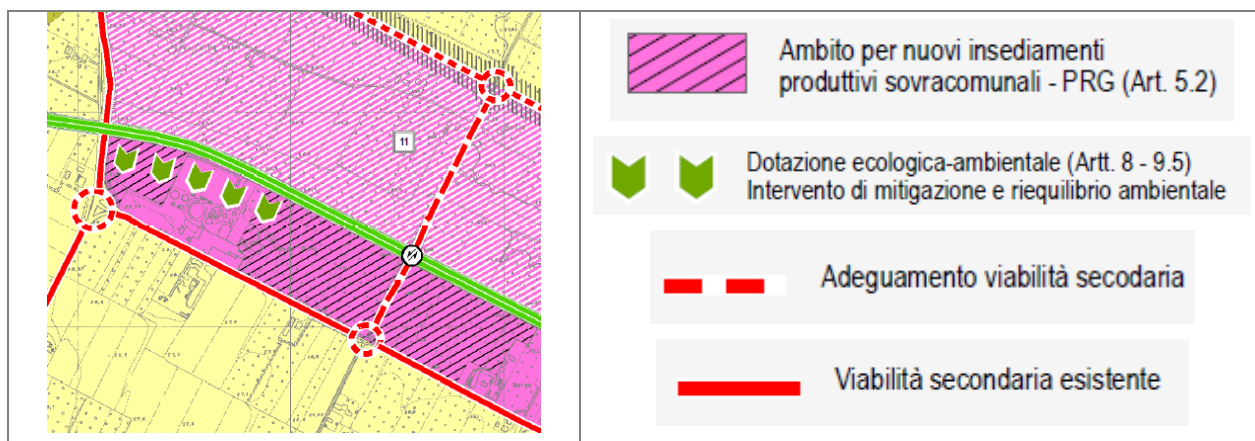 11
Ambito per nuovi insediamenti
produttivi sovracomunali - PRG (Art. 5.2)
Dotazione ecologica-ambientale (Artt. 8 - 9.5)
Intervento di mitigazione e riequilibrio ambientale
Adeguamento viabilità secodaria
Viabilità secondaria esistente